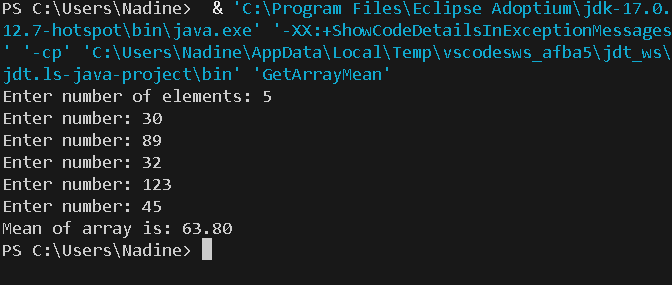 PS C:\Users\Nadine>  & 'C:\Program Files\Eclipse Adoptium\jdk-17.0.
12.7-hotspot\bin\java.exe' '-XX:+ShowCodeDetailsInExceptionMessages
' '-cp' 'C:\Users\Nadine\AppData\Local\Temp\vscodesws_afba5\jdt_ws\
jdt.ls-java-project\bin' 'GetArrayMean'
Enter number of elements: 5
Enter number: 30
Enter number: 89
Enter number: 32
Enter number: 123
Enter number: 45
Mean of array is: 63.80
PS C:\Users\Nadine>